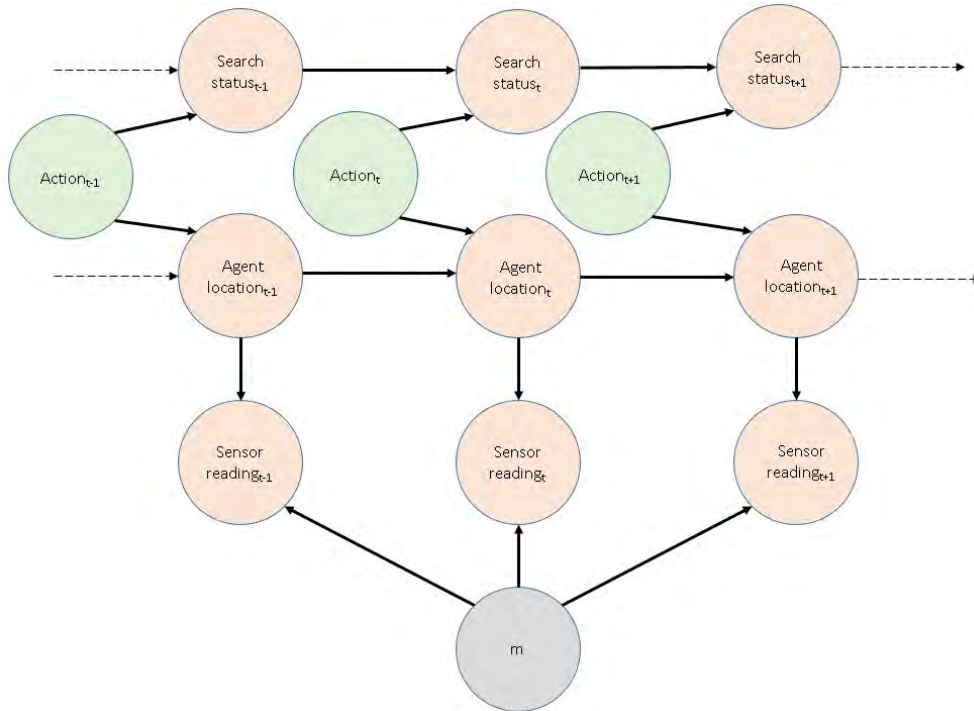 Search
status_t-1
Search
status_t
Search
status_t+1
Action_t-1
Action_t
Action_t+1
Agent
location_t-1
Agent
location_t
Agent
location_t+1
Sensor
reading_t-1
Sensor
reading_t
Sensor
reading_t+1
m